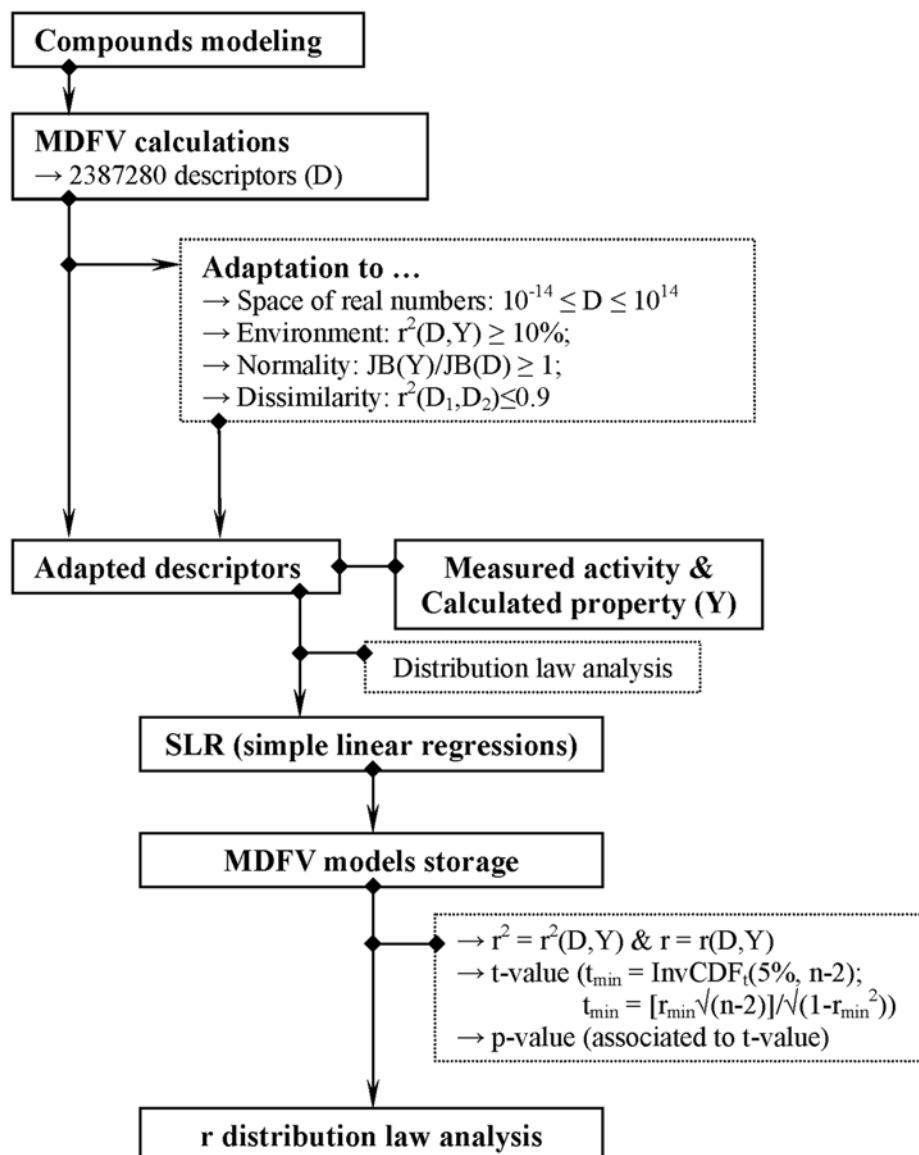 Compounds modeling
MDFV calculations
→ 2387280 descriptors (D)
Adaptation to …
→ Space of real numbers: 10⁻¹⁴ ≤ D ≤ 10¹⁴
→ Environment: r²(D,Y) ≥ 10%;
→ Normality: JB(Y)/JB(D) ≥ 1;
→ Dissimilarity: r²(D₁,D₂)≤0.9
Adapted descriptors
Measured activity &
Calculated property (Y)
Distribution law analysis
SLR (simple linear regressions)
MDFV models storage
→ r² = r²(D,Y) & r = r(D,Y)
→ t-value (tₘᵢₙ = InvCDFₜ(5%, n-2);
tₘᵢₙ = [rₘᵢₙ√(n-2)]/√(1-rₘᵢₙ²))
→ p-value (associated to t-value)
r distribution law analysis